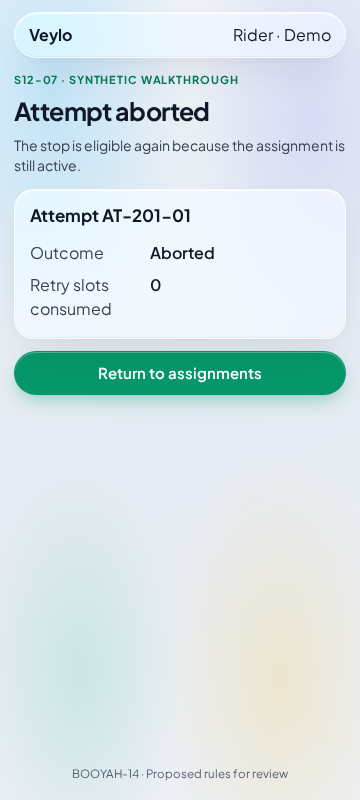 Veylo
Rider · Demo
S12-07 · SYNTHETIC WALKTHROUGH
Attempt aborted
The stop is eligible again because the assignment is
still active.
Attempt AT-201-01
Outcome Aborted
Retry slots 0
consumed
Return to assignments
BOOYAH-14 · Proposed rules for review